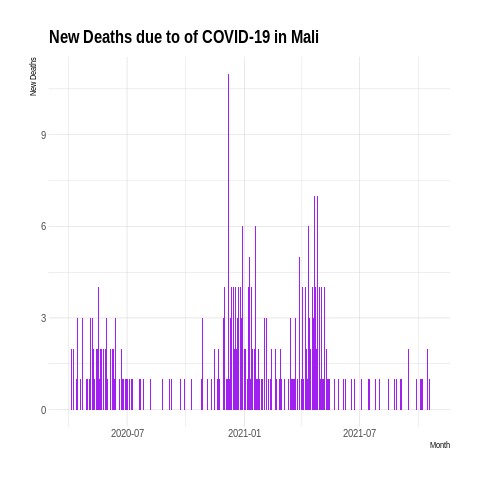 New Deaths due to of COVID-19 in Mali
New Deaths
9
6
3
0
2020-07
2021-01
2021-07
Month